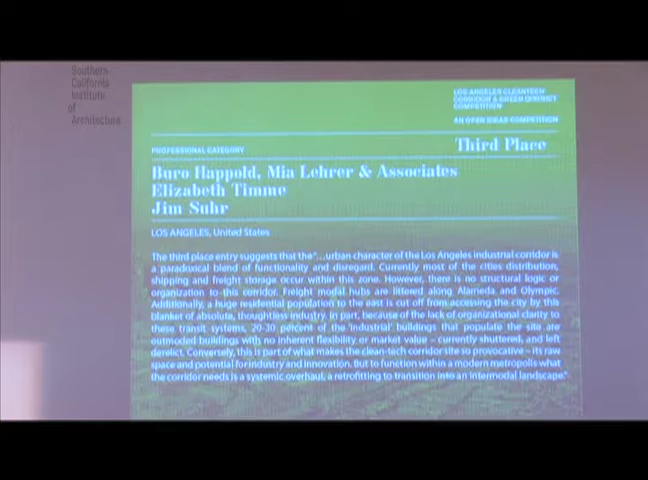 Southern
California
Institute
of
Architecture
LOS ANGELES CLEANTECH
CORRIDOR & GREEN DISTRICT
COMPETITION
AN OPEN IDEAS COMPETITION
PROFESSIONAL CATEGORY
Third Place
Buro Happold, Mia Lehrer & Associates
Elizabeth Timme
Jim Suhr
LOS ANGELES, United States
The third place entry suggests that the "...urban character of the Los Angeles industrial corridor is
a paradoxical blend of functionality and disregard. Currently most of the cities distribution,
shipping and freight storage occur within this zone. However, there is no structural logic or
organization to this corridor. Freight modal hubs are littered along Alameda and Olympic.
Additionally, a huge residential population to the east is cut off from accessing the city by this
blanket of absolute, thoughtless industry. In part, because of the lack of organizational clarity to
these transit systems, 20-30 percent of the 'industrial' buildings that populate the site are
outmoded buildings with no inherent flexibility or market value – currently shuttered, and left
derelict. Conversely, this is part of what makes the clean-tech corridor site so provocative – its raw
space and potential for industry and innovation. But to function within a modern metropolis what
the corridor needs is a systemic overhaul, a retrofitting to transition into an intermodal landscape."